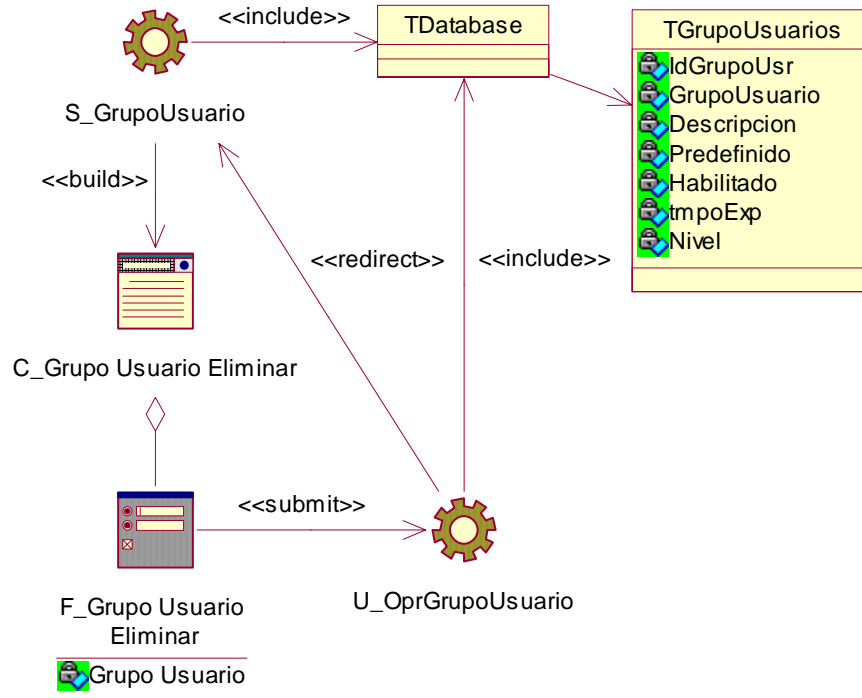 <<include>>
TDatabase
TGrupoUsuarios
IdGrupoUsr
GrupoUsuario
Descripcion
Predefinido
Habilitado
tmpoExp
Nivel
S_GrupoUsuario
<<build>>
<<redirect>>
<<include>>
C_Grupo Usuario Eliminar
<<submit>>
F_Grupo Usuario
Eliminar
Grupo Usuario
U_OprGrupoUsuario